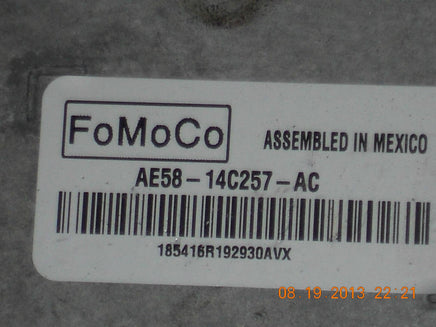 FoMoCo
ASSEMBLED IN MEXICO
AE58-14C257-AC
185416R192930AVX
08.19.2013 22:21